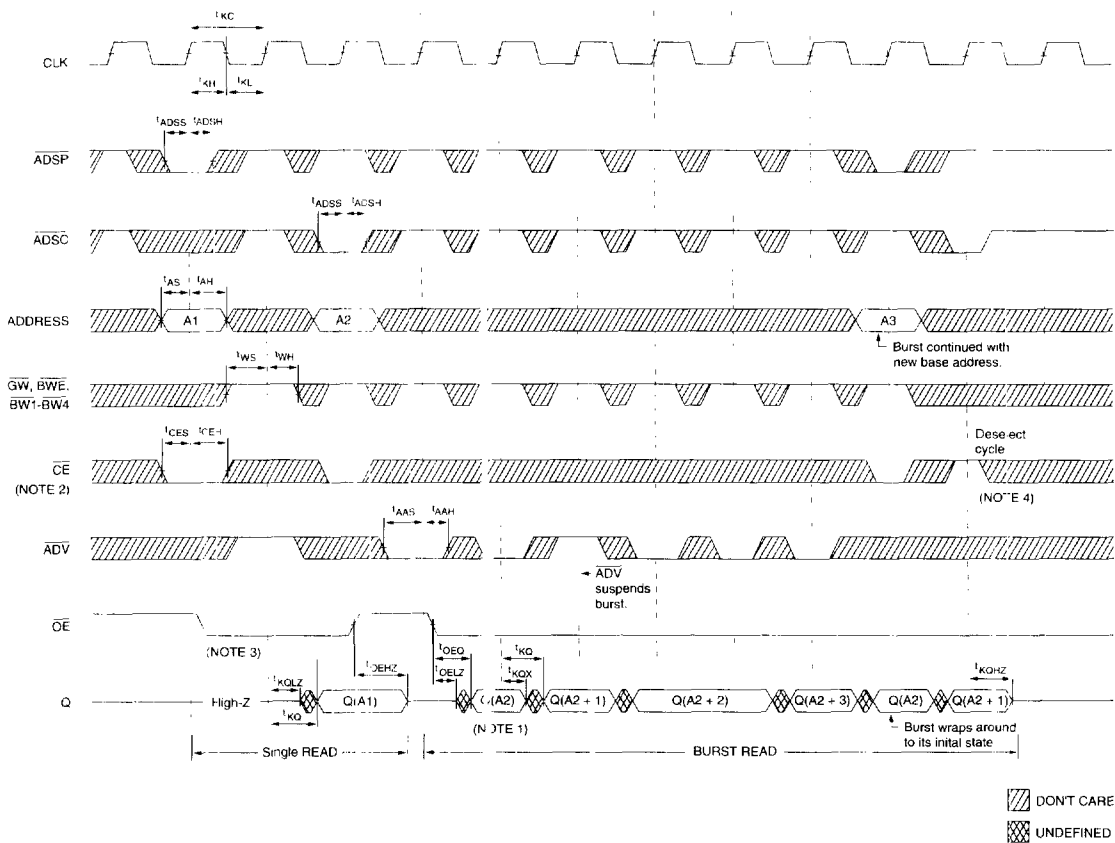 tKC
CLK
tKH tKL
tADSS tADSH
ADSP
tADSS tADSH
ADSC
tAS tAH
ADDRESS A1 A2 A3
Burst continued with
new base address.
tWS tWH
GW, BWE.
BW1-BW4
tCES tCEH
Deselect
cycle
CE
(NOTE 2)
(NOTE 4)
tAAS tAAH
ADV
ADV
suspends
burst.
OE
(NOTE 3)
tOEHZ
tOEQ tKQ
tOELZ tKQX
tKQLZ
tKQHZ
Q High-Z Q(A1) Q(A2) Q(A2 + 1) Q(A2 + 2) Q(A2 + 3) Q(A2) Q(A2 + 1)
tKQ
(NOTE 1)
Burst wraps around
to its inital state
Single READ BURST READ
DON'T CARE
UNDEFINED